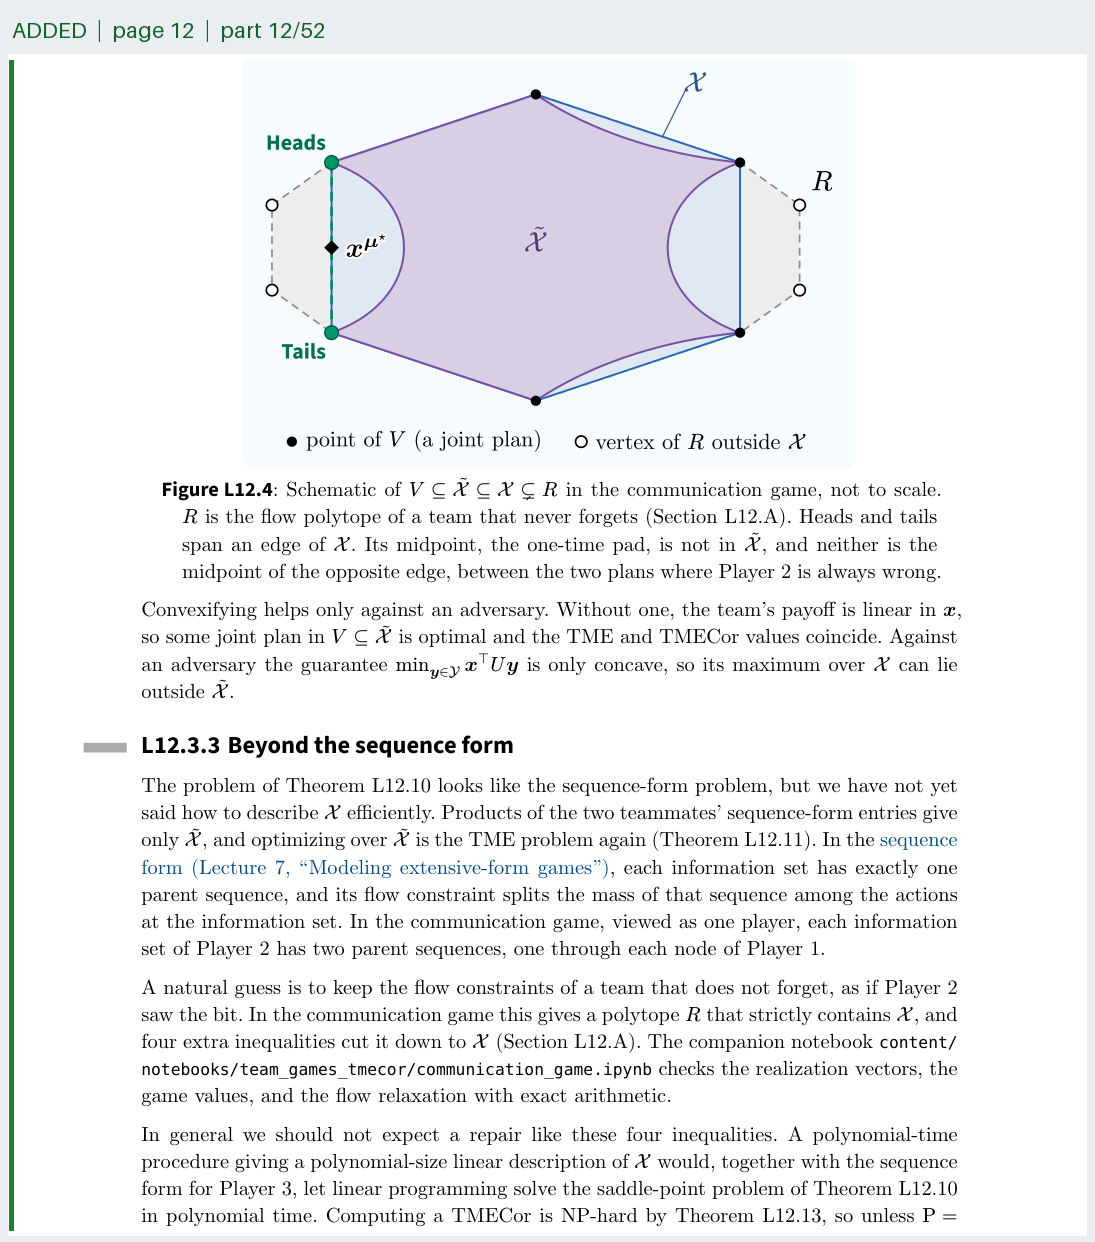 ADDED | page 12 | part 12/52
𝒳
Heads
R
𝒳̃
x^{μ⋆}
Tails
● point of V (a joint plan) ○ vertex of R outside 𝒳
Figure L12.4: Schematic of V ⊆ 𝒳̃ ⊆ 𝒳 ⊊ R in the communication game, not to scale.
R is the flow polytope of a team that never forgets (Section L12.A). Heads and tails
span an edge of 𝒳. Its midpoint, the one-time pad, is not in 𝒳̃, and neither is the
midpoint of the opposite edge, between the two plans where Player 2 is always wrong.
Convexifying helps only against an adversary. Without one, the team's payoff is linear in x,
so some joint plan in V ⊆ 𝒳̃ is optimal and the TME and TMECor values coincide. Against
an adversary the guarantee min_{y∈𝒴} x^⊤Uy is only concave, so its maximum over 𝒳 can lie
outside 𝒳̃.
L12.3.3 Beyond the sequence form
The problem of Theorem L12.10 looks like the sequence-form problem, but we have not yet
said how to describe 𝒳 efficiently. Products of the two teammates' sequence-form entries give
only 𝒳̃, and optimizing over 𝒳̃ is the TME problem again (Theorem L12.11). In the sequence
form (Lecture 7, “Modeling extensive-form games”), each information set has exactly one
parent sequence, and its flow constraint splits the mass of that sequence among the actions
at the information set. In the communication game, viewed as one player, each information
set of Player 2 has two parent sequences, one through each node of Player 1.
A natural guess is to keep the flow constraints of a team that does not forget, as if Player 2
saw the bit. In the communication game this gives a polytope R that strictly contains 𝒳, and
four extra inequalities cut it down to 𝒳 (Section L12.A). The companion notebook content/
notebooks/team_games_tmecor/communication_game.ipynb checks the realization vectors, the
game values, and the flow relaxation with exact arithmetic.
In general we should not expect a repair like these four inequalities. A polynomial-time
procedure giving a polynomial-size linear description of 𝒳 would, together with the sequence
form for Player 3, let linear programming solve the saddle-point problem of Theorem L12.10
in polynomial time. Computing a TMECor is NP-hard by Theorem L12.13, so unless P =